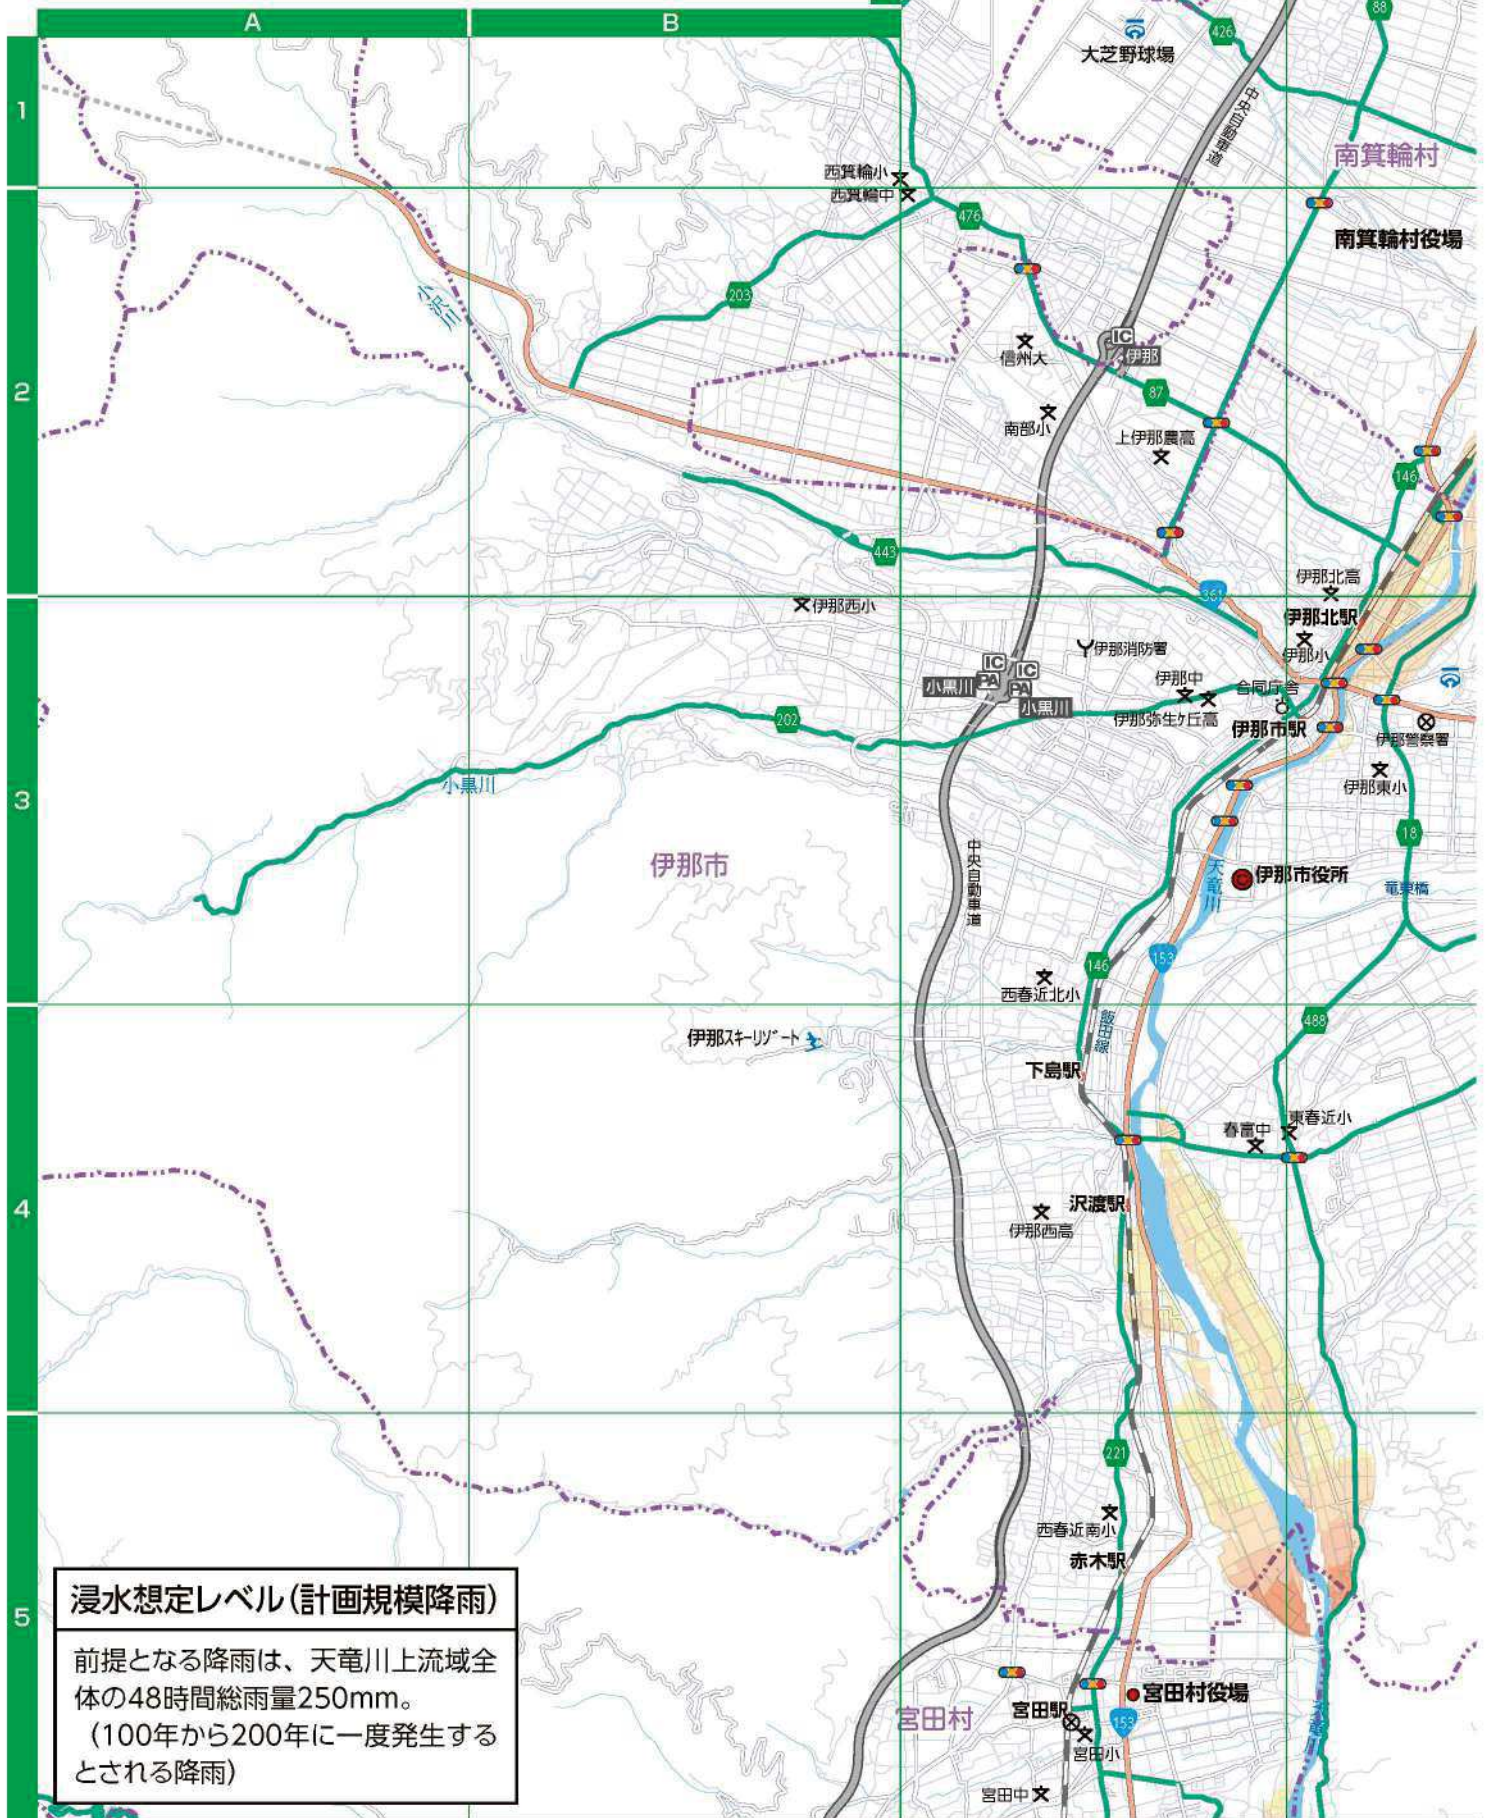 A
B
88
426
大芝野球場
1
中央自動車道
南箕輪村
西箕輪小
西箕輪中
476
南箕輪村役場
203
小沢川
信州大
IC
伊那
2
87
南部小
上伊那農高
146
443
伊那北高
361
伊那西小
伊那北駅
伊那小
伊那消防署
IC
PA
小黒川
IC
PA
小黒川
伊那中
合同庁舎
伊那弥生ケ丘高
202
伊那市駅
伊那警察署
伊那東小
小黒川
3
18
伊那市
中央自動車道
天竜川
伊那市役所
竜東橋
146
153
西春近北小
488
伊那スキーリゾート
飯田線
下島駅
東春近小
春富中
4
沢渡駅
伊那西高
221
西春近南小
赤木駅
5
浸水想定レベル(計画規模降雨)
前提となる降雨は、天竜川上流域全
体の48時間総雨量250mm。
(100年から200年に一度発生する
とされる降雨)
宮田村役場
宮田駅
宮田村
153
宮田小
宮田中